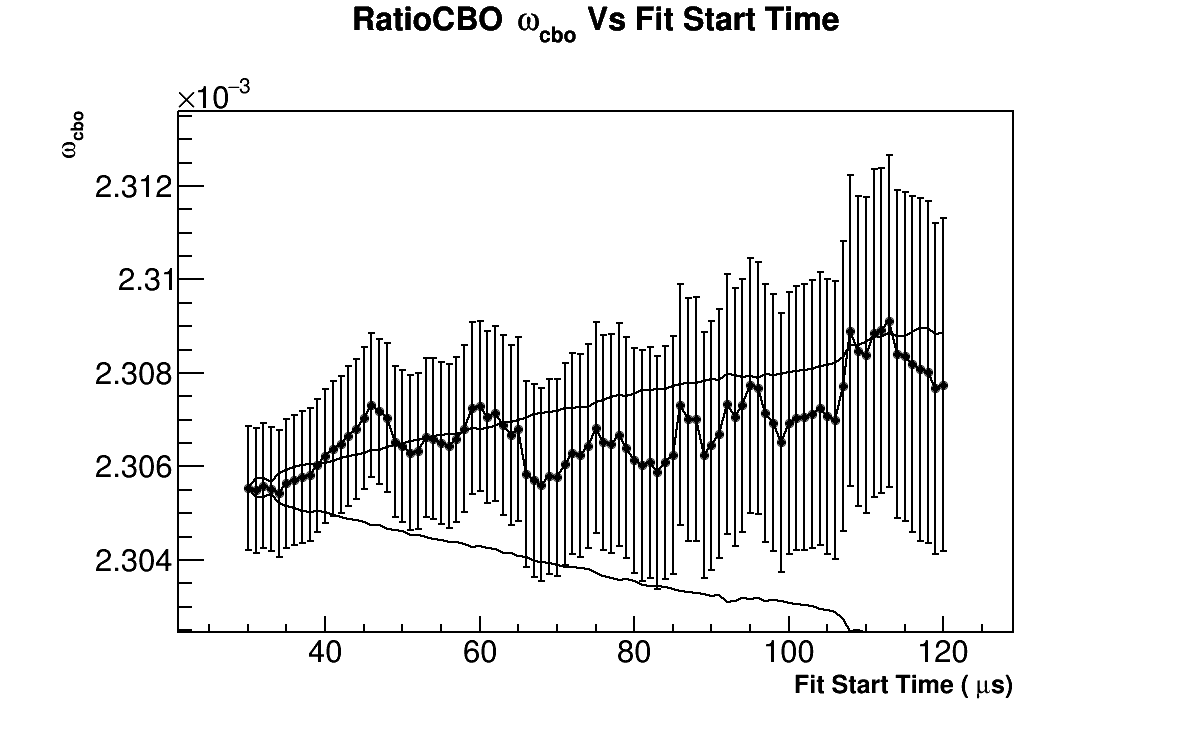 RatioCBO ω_cbo Vs Fit Start Time
×10⁻³
ω_cbo
2.312
2.31
2.308
2.306
2.304
40 60 80 100 120
Fit Start Time ( μs)